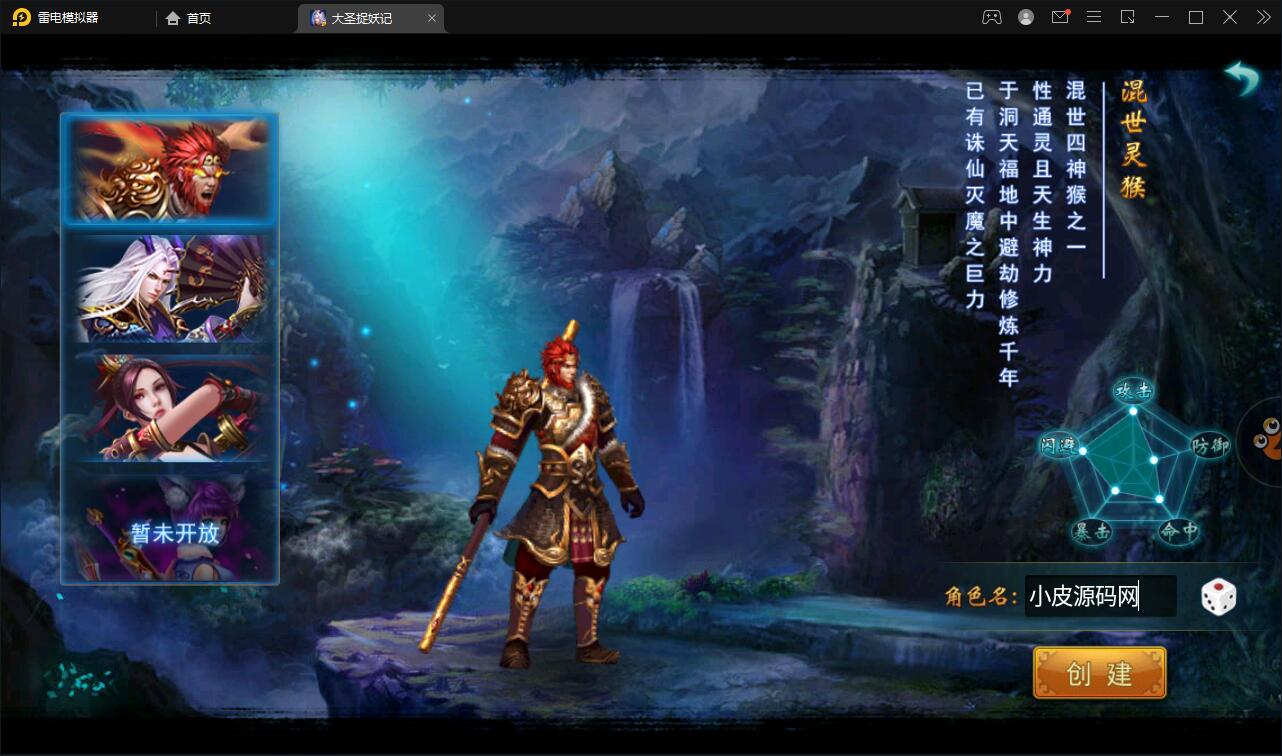 雷电模拟器
首页
大圣捉妖记
混世灵猴
混世四神猴之一
性通灵且天生神力
于洞天福地中避劫修炼千年
已有诛仙灭魔之巨力
暂未开放
攻击
闪避
防御
暴击
命中
角色名：
小皮源码网
创建